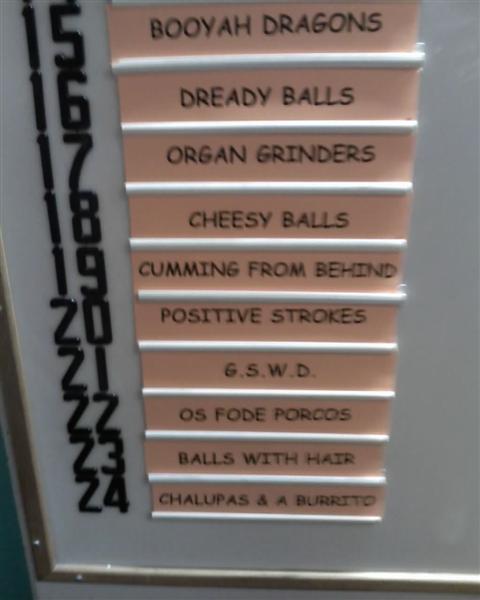 15 BOOYAH DRAGONS
16 DREADY BALLS
17 ORGAN GRINDERS
18 CHEESY BALLS
19 CUMMING FROM BEHIND
20 POSITIVE STROKES
21 G.S.W.D.
22 OS FODE PORCOS
23 BALLS WITH HAIR
24 CHALUPAS & A BURRITO